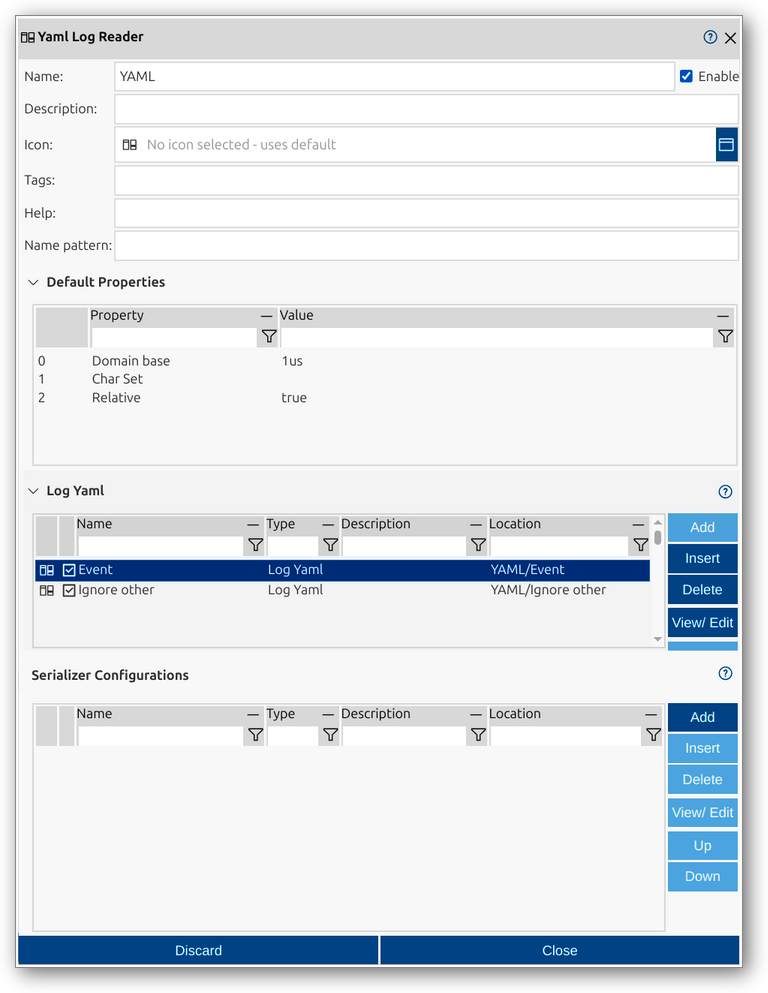 Yaml Log Reader
Name: YAML Enable
Description:
Icon: No icon selected - uses default
Tags:
Help:
Name pattern:
Default Properties
Property Value
0 Domain base 1us
1 Char Set
2 Relative true
Log Yaml
Name Type Description Location
Add
Insert
Event Log Yaml YAML/Event
Ignore other Log Yaml YAML/Ignore other
Delete
View/ Edit
Serializer Configurations
Name Type Description Location
Add
Insert
Delete
View/ Edit
Up
Down
Discard Close